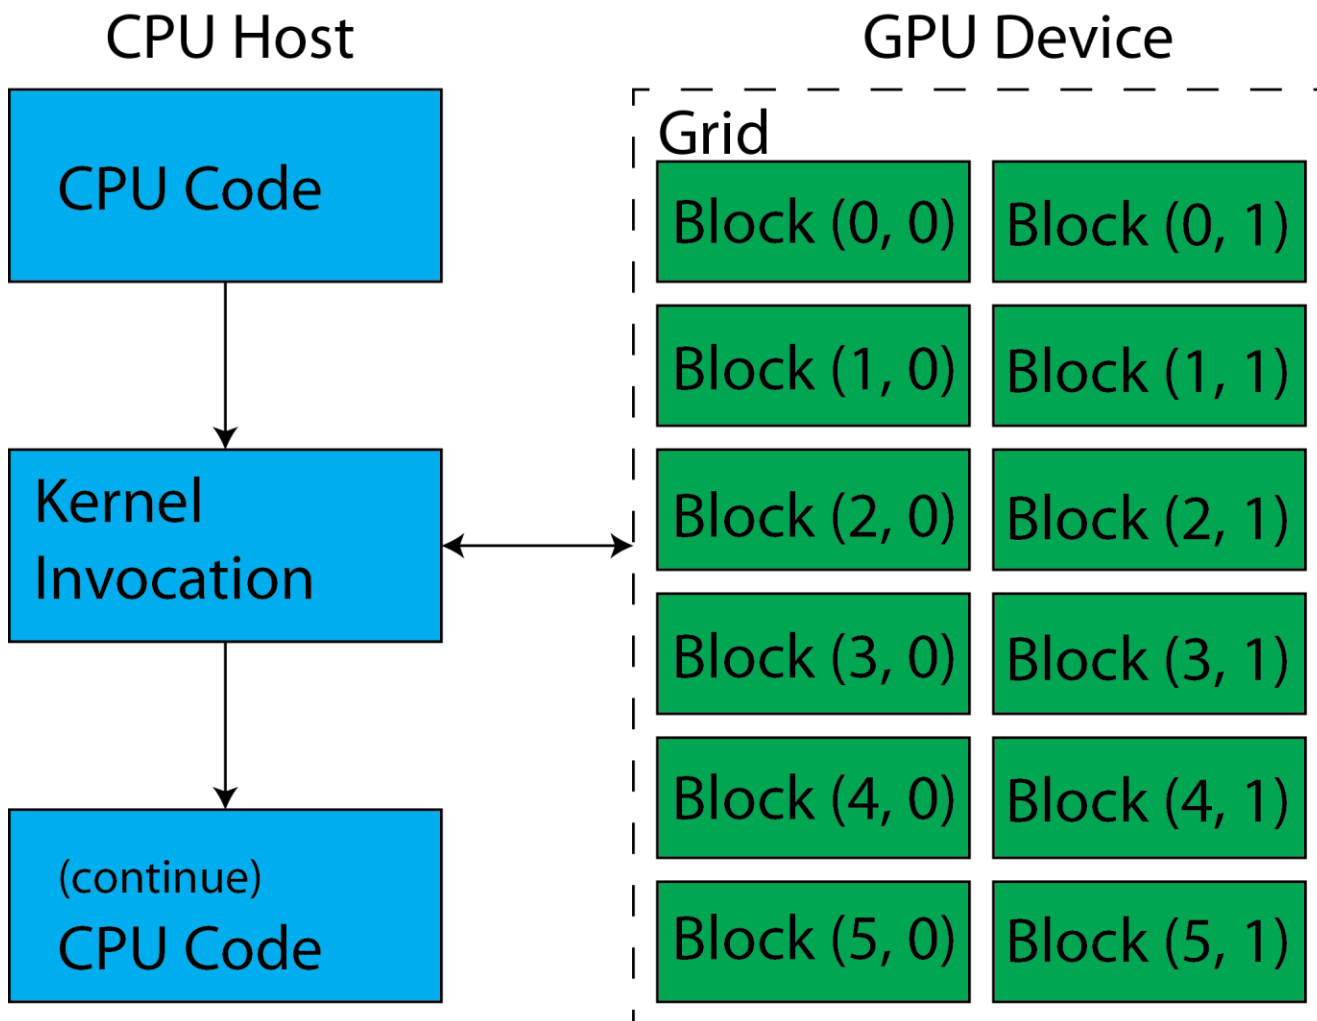 CPU Host
GPU Device
CPU Code
Kernel
Invocation
(continue)
CPU Code
Grid
Block (0, 0)
Block (0, 1)
Block (1, 0)
Block (1, 1)
Block (2, 0)
Block (2, 1)
Block (3, 0)
Block (3, 1)
Block (4, 0)
Block (4, 1)
Block (5, 0)
Block (5, 1)